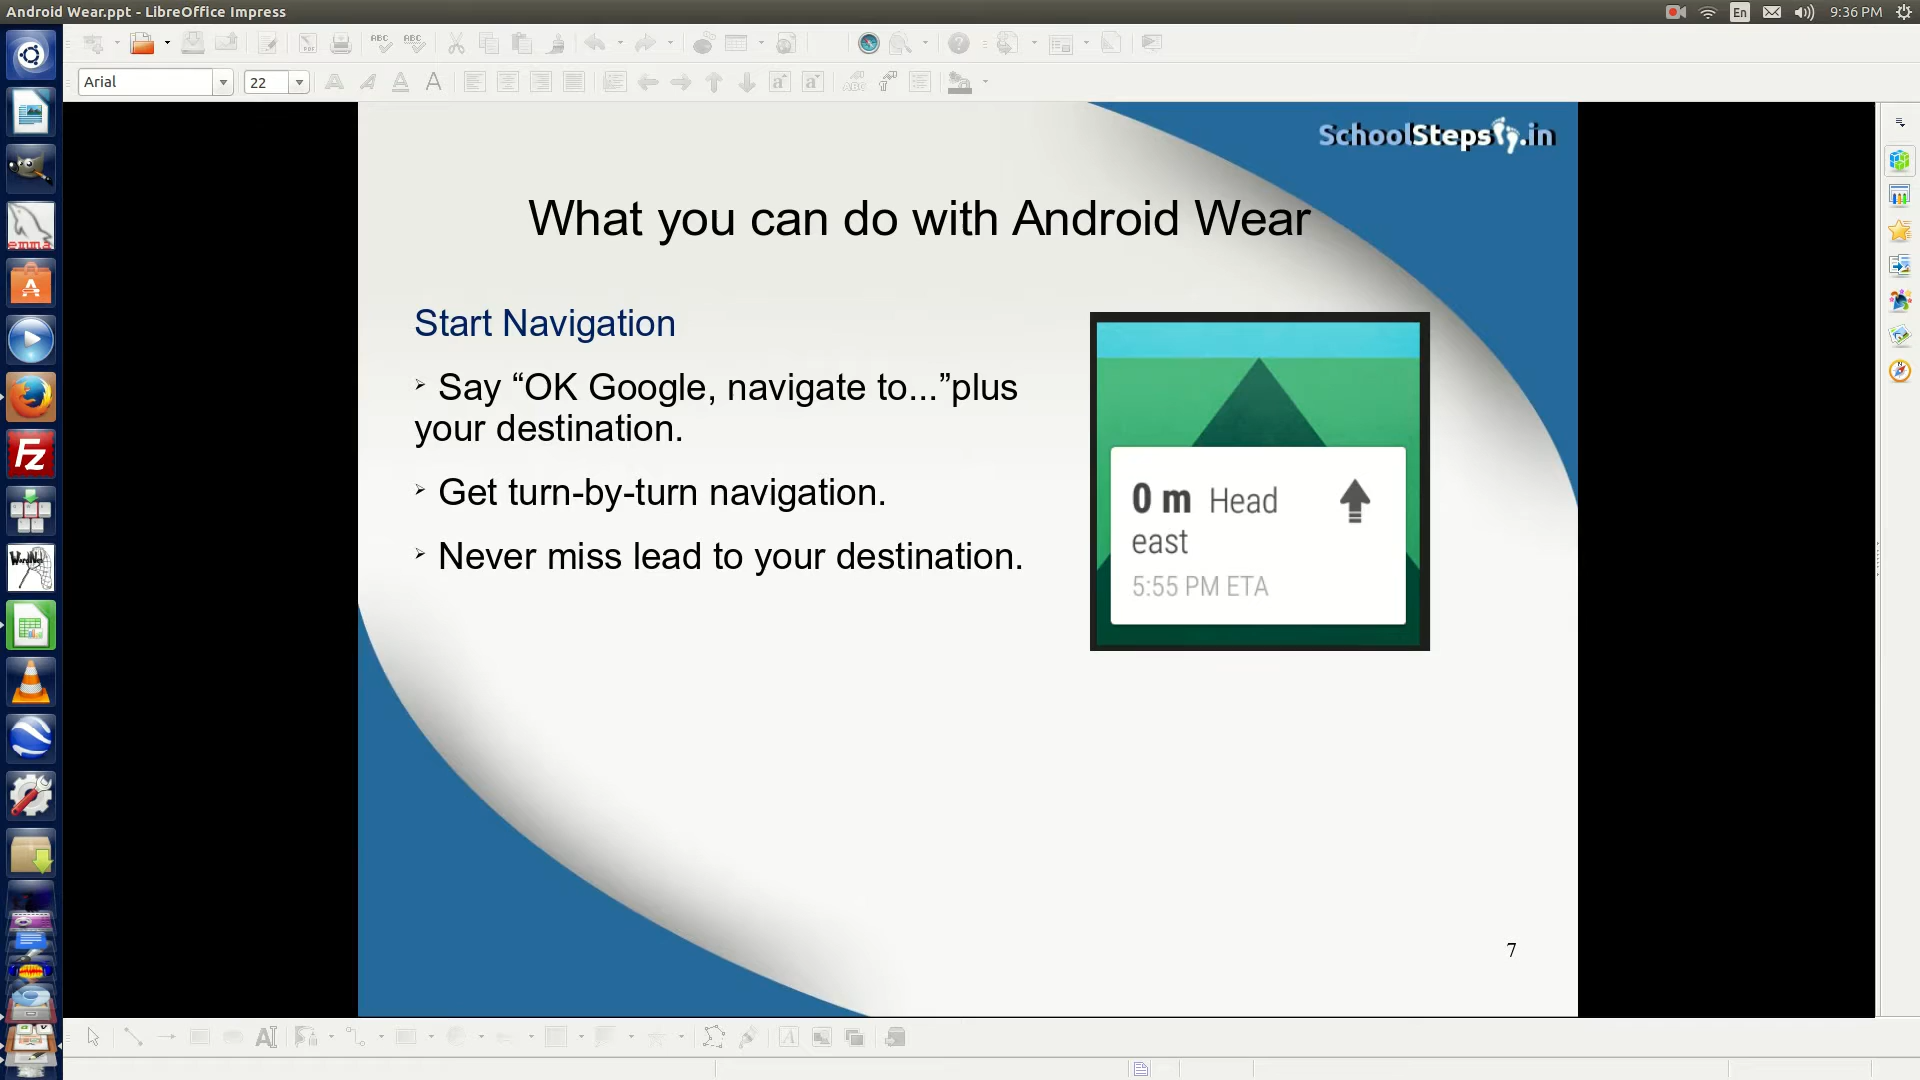 Android Wear.ppt - LibreOffice Impress
En
9:36 PM
Arial
22
SchoolSteps.in
What you can do with Android Wear
Start Navigation
Say “OK Google, navigate to...”plus
your destination.
Get turn-by-turn navigation.
Never miss lead to your destination.
0 m Head
east
5:55 PM ETA
7
emma